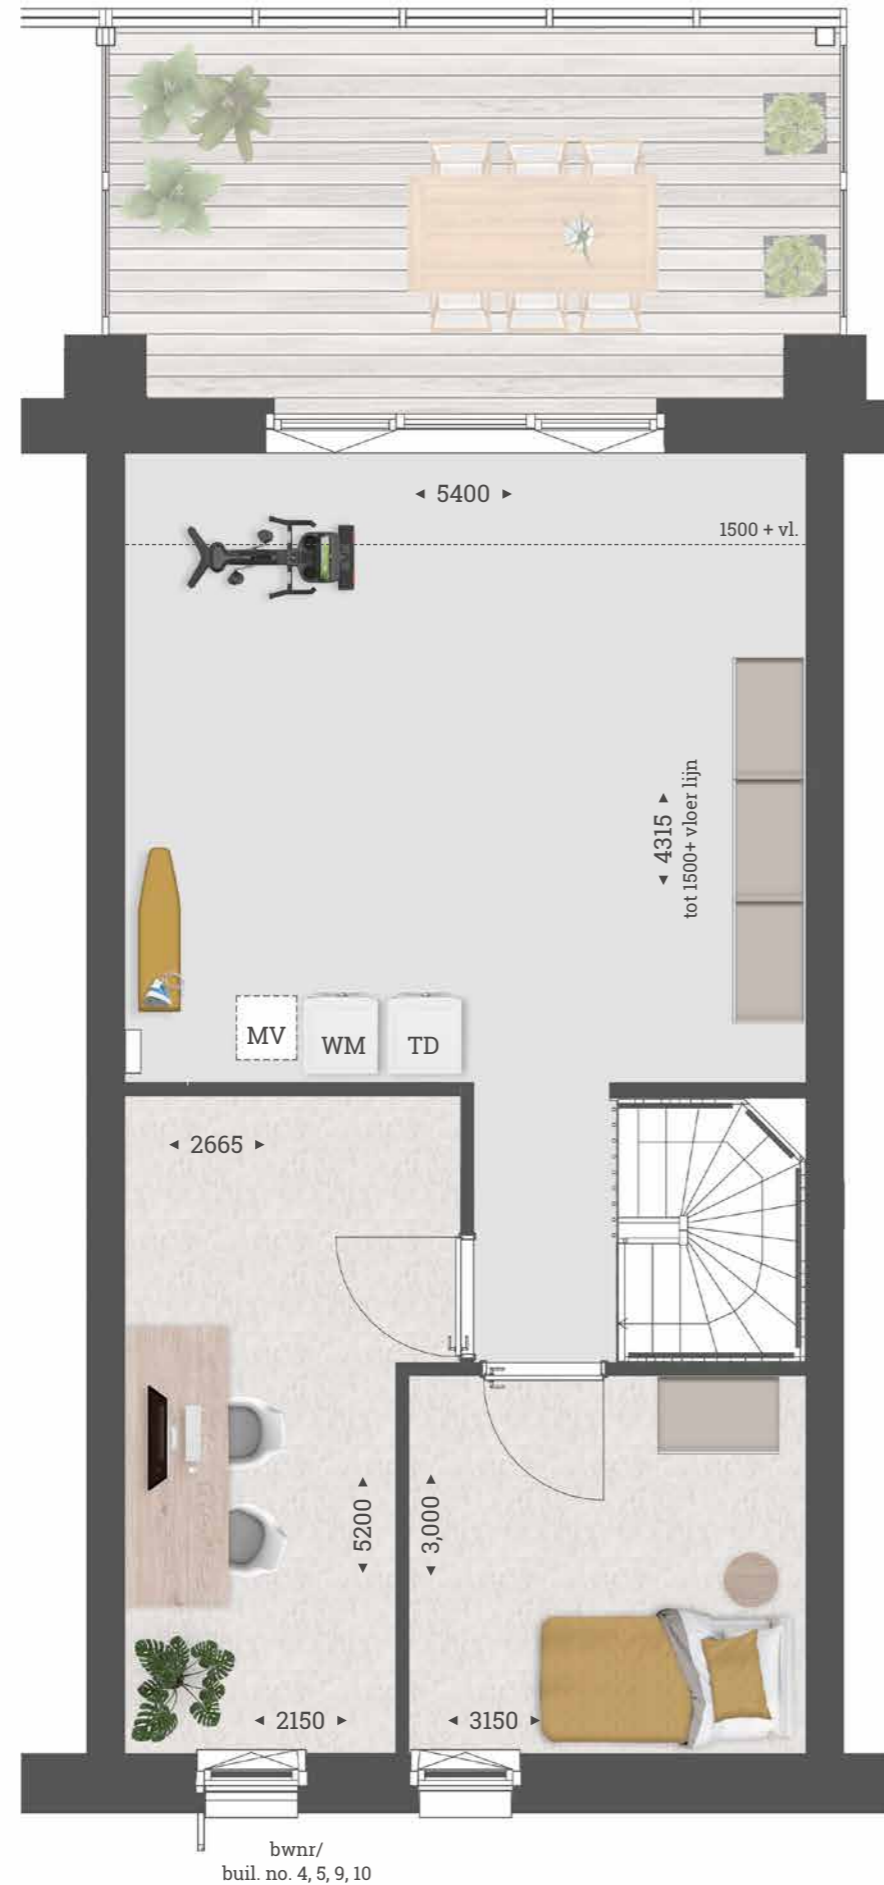 5400
1500 + vl.
4315
tot 1500+ vloer lijn
MV
WM
TD
2665
5200
3,000
2150
3150
bwnr/
buil. no. 4, 5, 9, 10